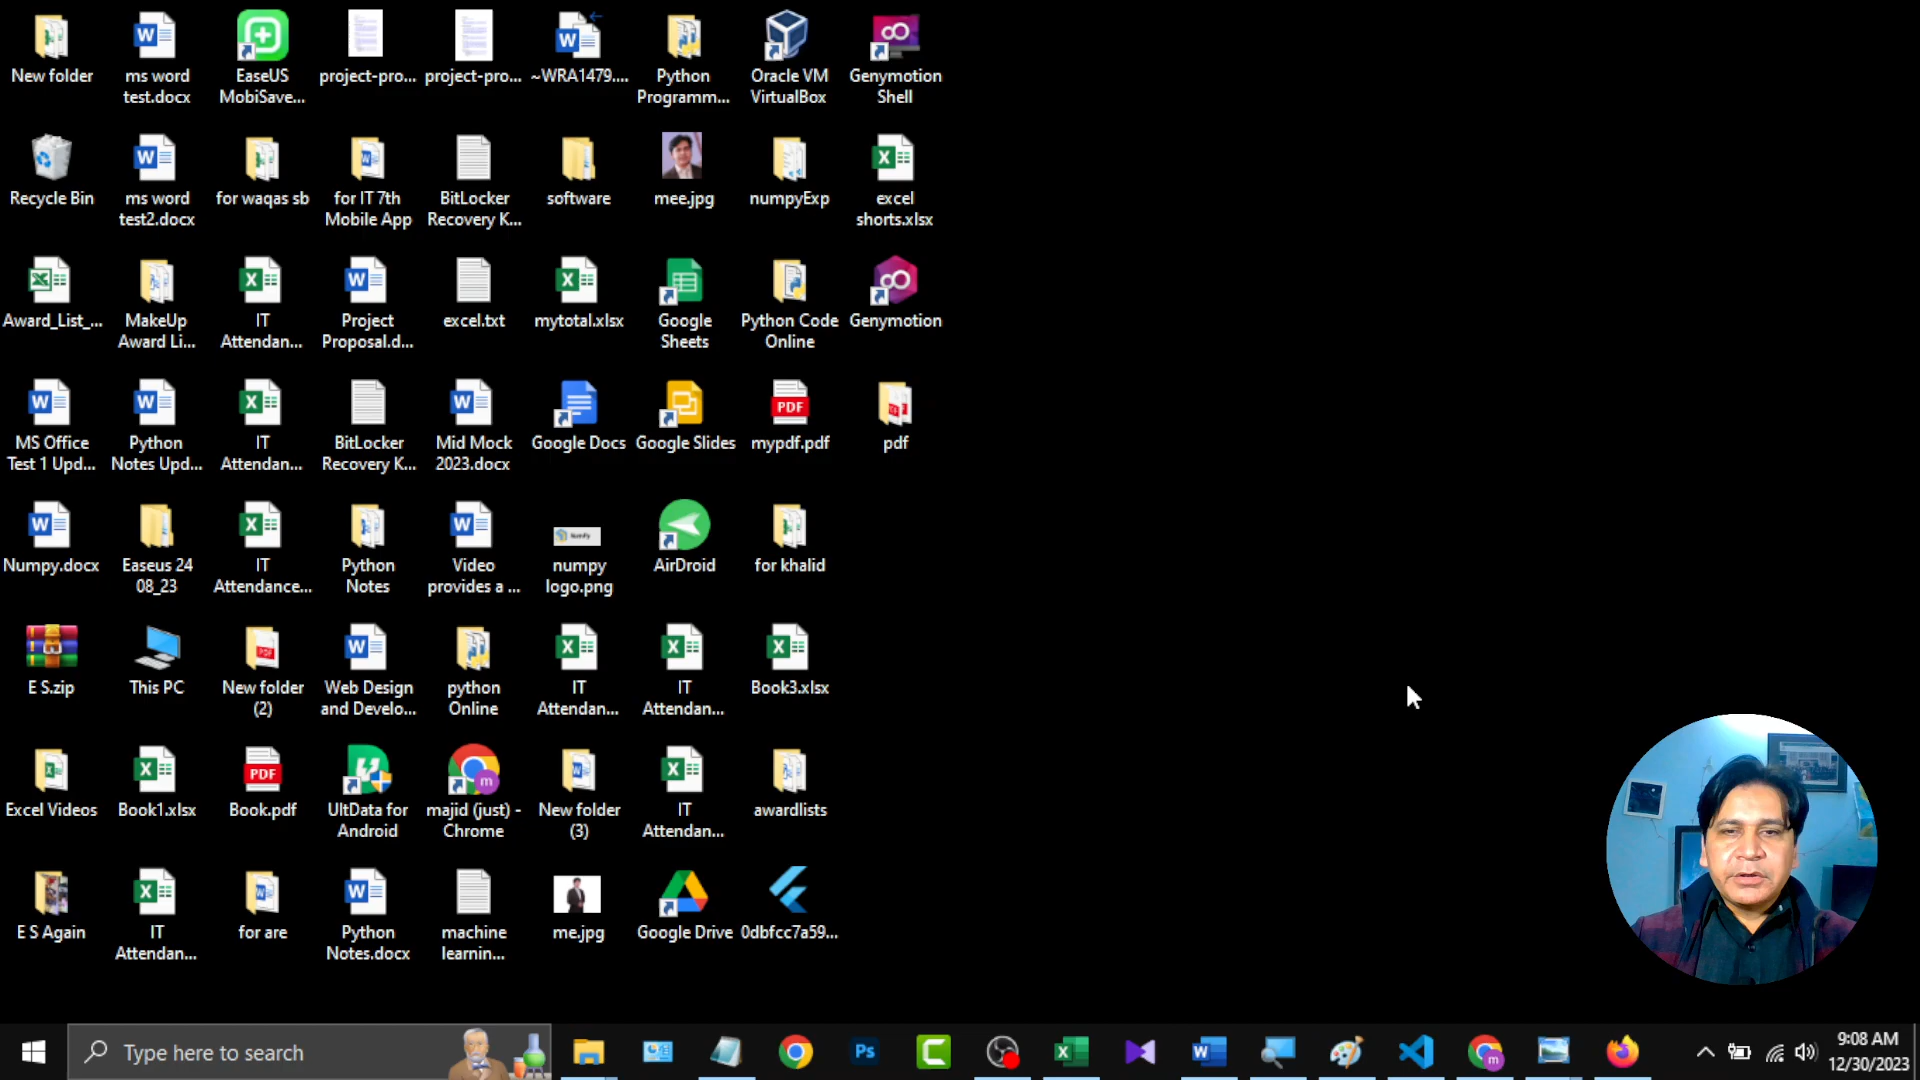 New folder
ms word
test.docx
EaseUS
MobiSave...
project-pro...
project-pro...
~WRA1479....
Python
Programm...
Oracle VM
VirtualBox
Genymotion
Shell
Recycle Bin
ms word
test2.docx
for waqas sb
for IT 7th
Mobile App
BitLocker
Recovery K...
software
mee.jpg
numpyExp
excel
shorts.xlsx
Award_List_...
MakeUp
Award Li...
IT
Attendan...
Project
Proposal.d...
excel.txt
mytotal.xlsx
Google
Sheets
Python Code
Online
Genymotion
MS Office
Test 1 Upd...
Python
Notes Upd...
IT
Attendan...
BitLocker
Recovery K...
Mid Mock
2023.docx
Google Docs
Google Slides
PDF
mypdf.pdf
pdf
Numpy.docx
Easeus 24
08_23
IT
Attendance...
Python
Notes
Video
provides a ...
NumPy
numpy
logo.png
AirDroid
for khalid
E S.zip
This PC
PDF
New folder
(2)
Web Design
and Develo...
python
Online
IT
Attendan...
IT
Attendan...
Book3.xlsx
Excel Videos
Book1.xlsx
PDF
Book.pdf
UltData for
Android
m
majid (just) -
Chrome
New folder
(3)
IT
Attendan...
awardlists
E S Again
IT
Attendan...
for are
Python
Notes.docx
machine
learnin...
me.jpg
Google Drive
0dbfcc7a59...
Type here to search
Ps
m
9:08 AM
12/30/2023